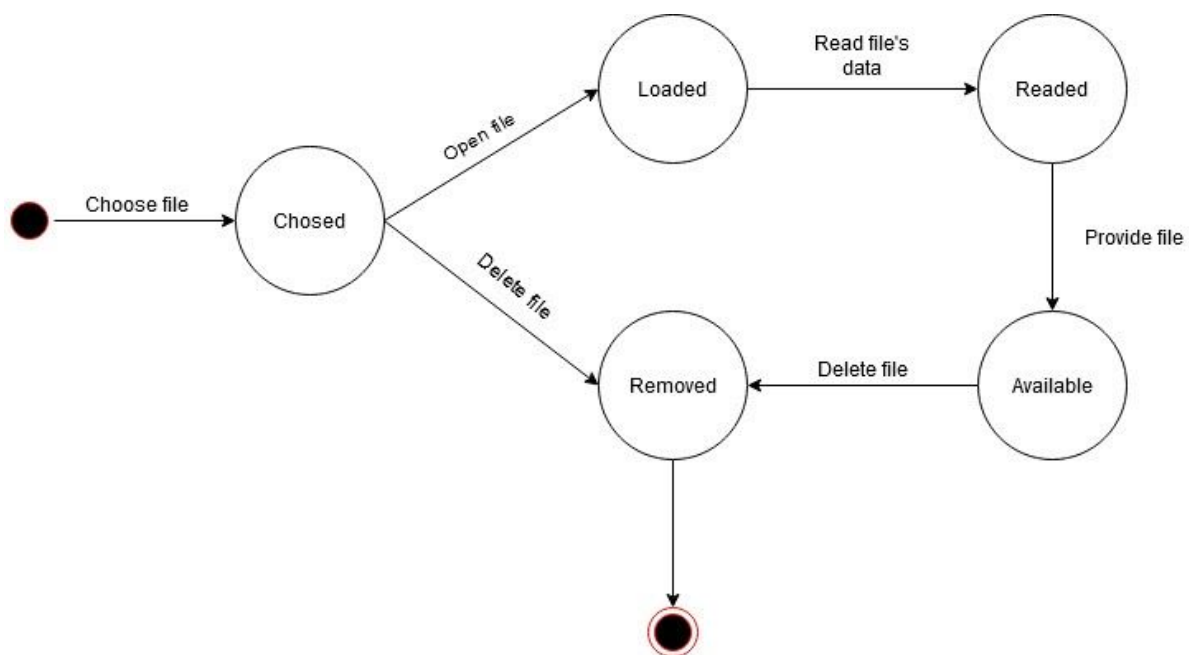 Read file's
data
Loaded
Readed
Open file
Choose file
Chosed
Provide file
Delete file
Delete file
Removed
Available